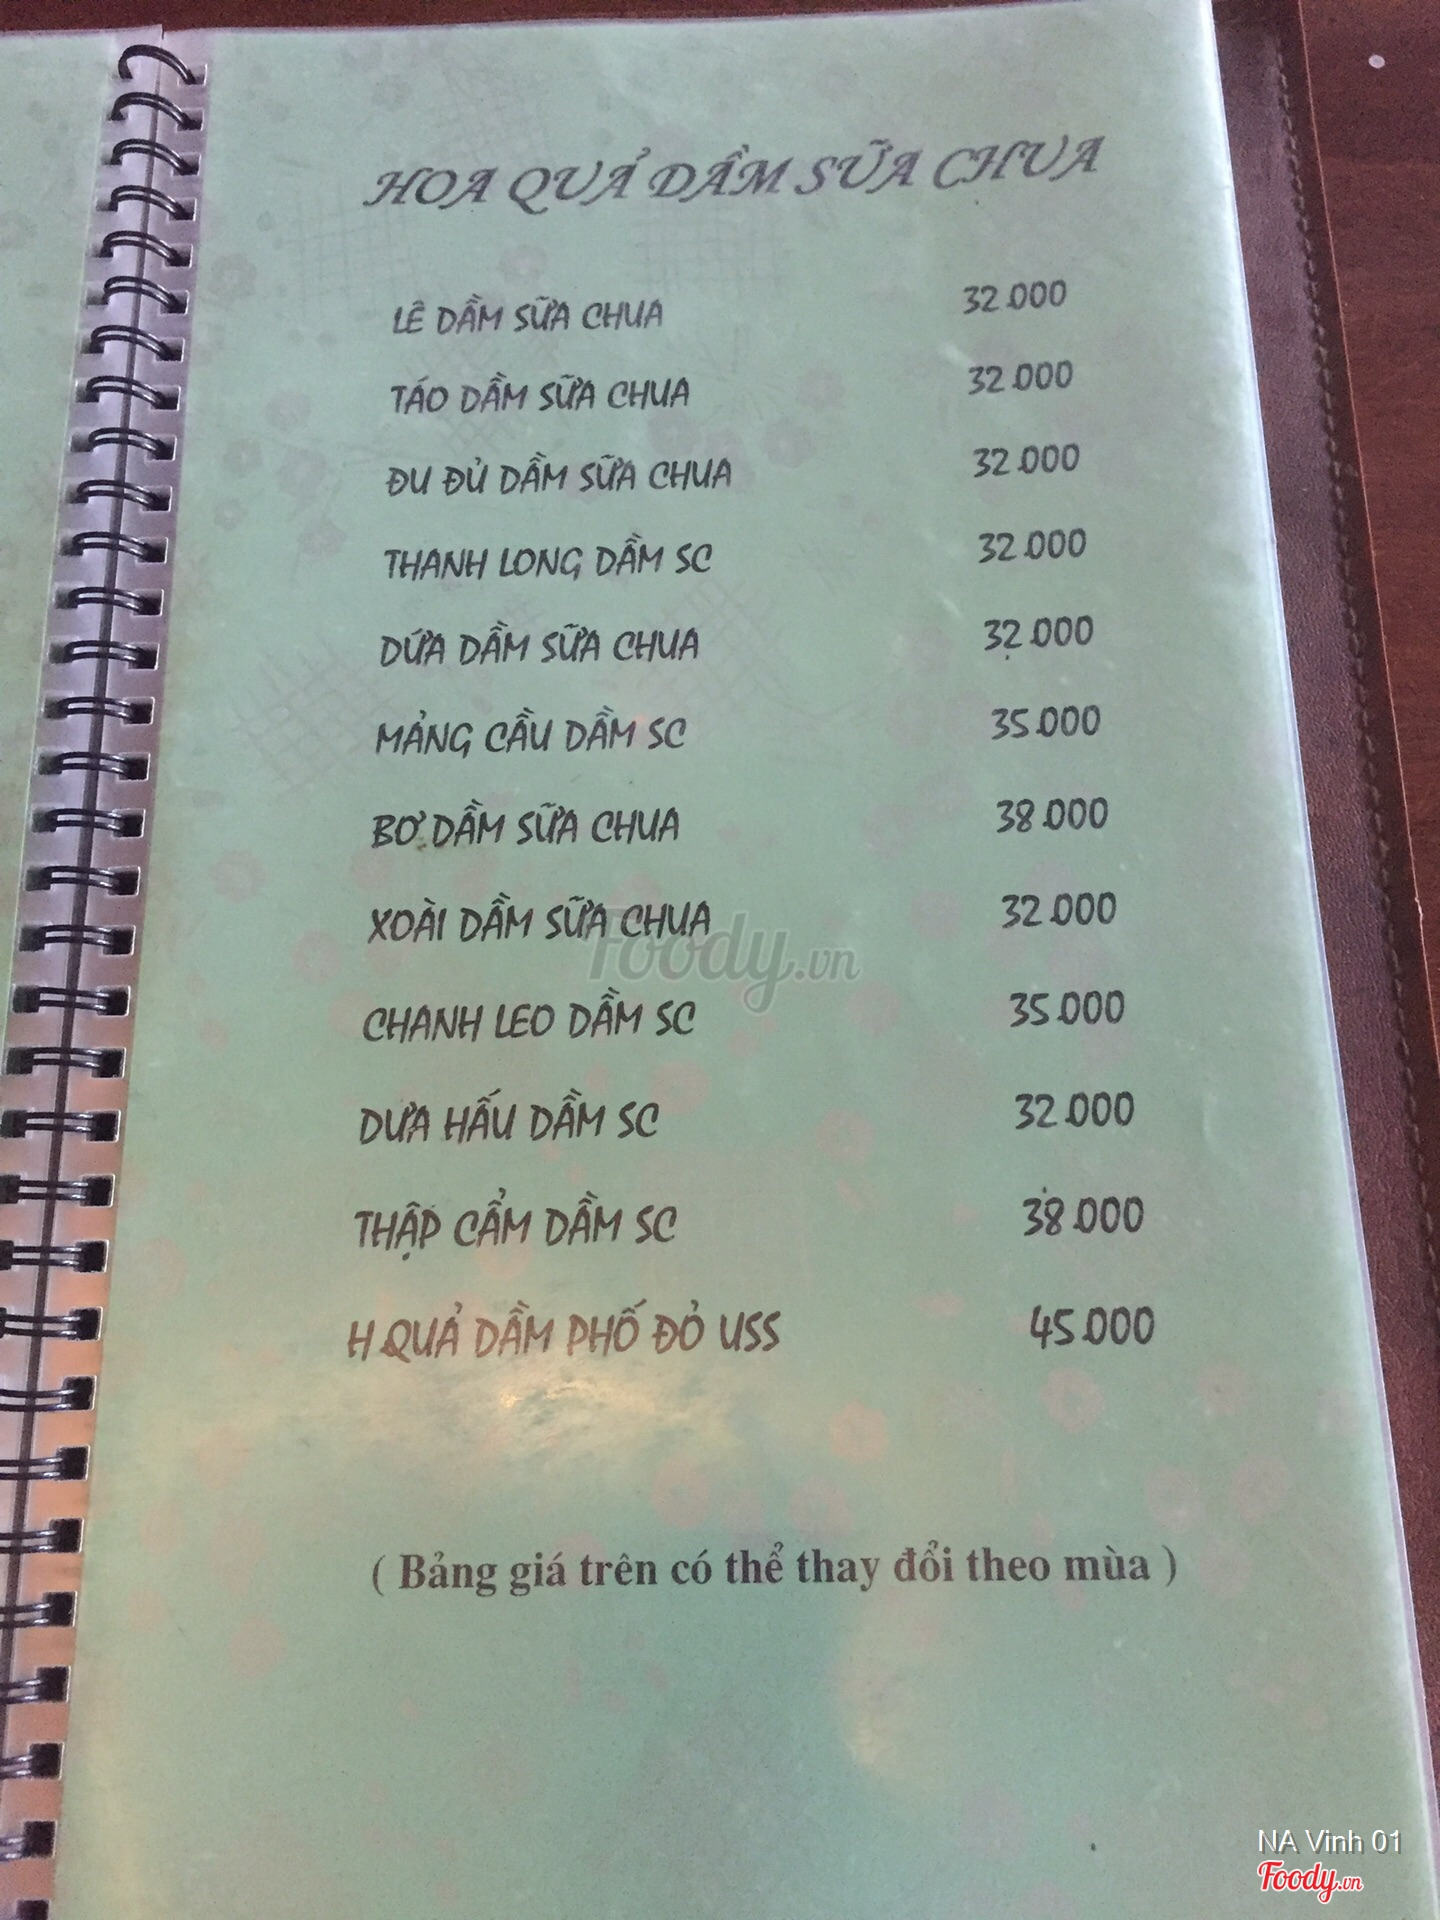 HOA QUẢ DẦM SỮA CHUA
LÊ DẦM SỮA CHUA 32.000
TÁO DẦM SỮA CHUA 32.000
ĐU ĐỦ DẦM SỮA CHUA 32.000
THANH LONG DẦM SC 32.000
DỨA DẦM SỮA CHUA 32.000
MẢNG CẦU DẦM SC 35.000
BƠ DẦM SỮA CHUA 38.000
XOÀI DẦM SỮA CHUA 32.000
Foody.vn
CHANH LEO DẦM SC 35.000
DƯA HẤU DẦM SC 32.000
THẬP CẨM DẦM SC 38.000
H.QUẢ DẦM PHỐ ĐỎ USS 45.000
( Bảng giá trên có thể thay đổi theo mùa )
NA Vinh 01
Foody.vn